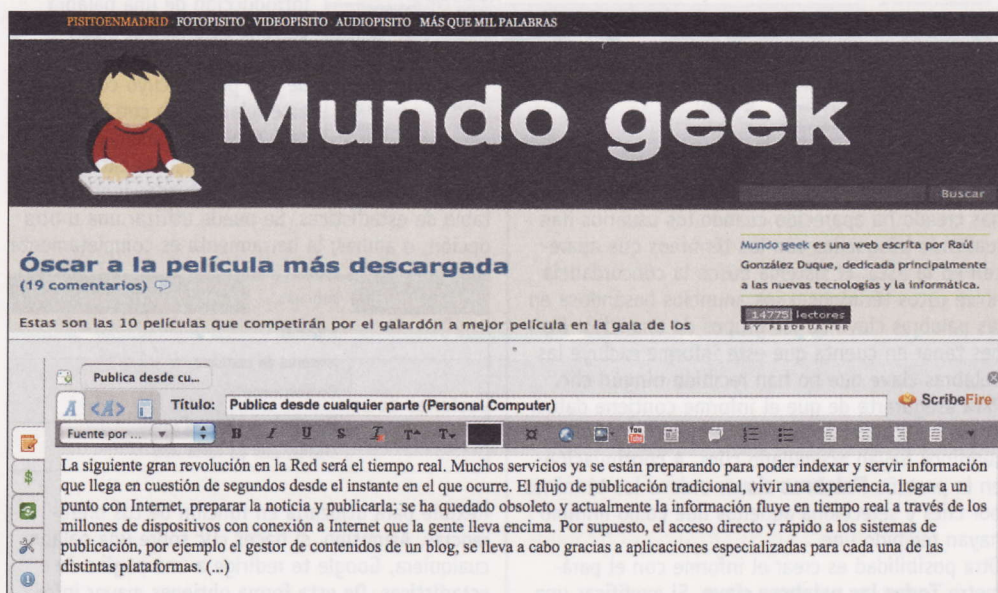 PISITOENMADRID FOTOPISITO VIDEOPISITO AUDIOPISITO MÁS QUE MIL PALABRAS
Mundo geek
Buscar
Óscar a la película más descargada
(19 comentarios)
Estas son las 10 películas que competirán por el galardón a mejor película en la gala de los
Mundo geek es una web escrita por Raúl
González Duque, dedicada principalmente
a las nuevas tecnologías y la informática.
14775 lectores
BY FEEDBURNER
Publica desde cu...
Título: Publica desde cualquier parte (Personal Computer)
ScribeFire
Fuente por ...
La siguiente gran revolución en la Red será el tiempo real. Muchos servicios ya se están preparando para poder indexar y servir información
que llega en cuestión de segundos desde el instante en el que ocurre. El flujo de publicación tradicional, vivir una experiencia, llegar a un
punto con Internet, preparar la noticia y publicarla; se ha quedado obsoleto y actualmente la información fluye en tiempo real a través de los
millones de dispositivos con conexión a Internet que la gente lleva encima. Por supuesto, el acceso directo y rápido a los sistemas de
publicación, por ejemplo el gestor de contenidos de un blog, se lleva a cabo gracias a aplicaciones especializadas para cada una de las
distintas plataformas. (...)